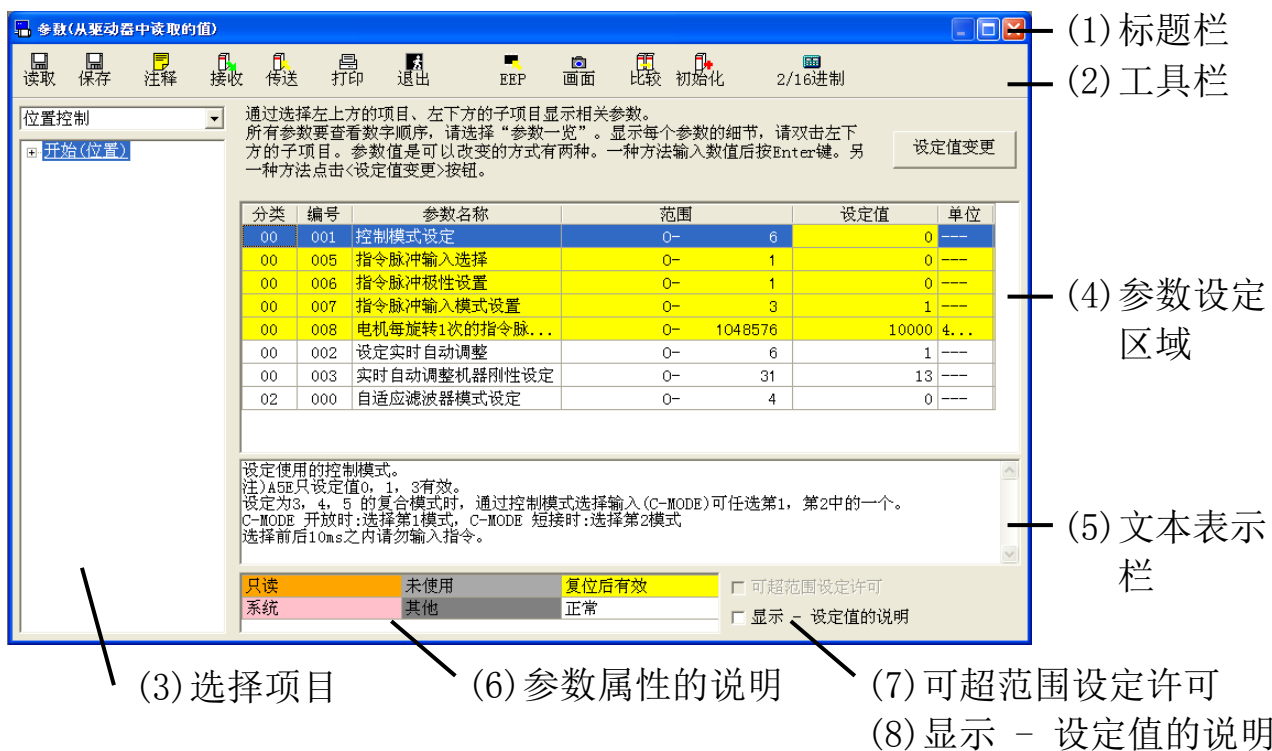 参数(从驱动器中读取的值)
读取 保存 注释 接收 传送 打印 退出 EEP 画面 比较 初始化 2/16进制
位置控制
开始(位置)
通过选择左上方的项目、左下方的子项目显示相关参数。
所有参数要查看数字顺序，请选择“参数一览”。显示每个参数的细节，请双击左下
方的子项目。参数值是可以改变的方式有两种。一种方法输入数值后按Enter键。另
一种方法点击<设定值变更>按钮。
设定值变更
分类 编号 参数名称 范围 设定值 单位
00 001 控制模式设定 0- 6 0 ---
00 005 指令脉冲输入选择 0- 1 0 ---
00 006 指令脉冲极性设置 0- 1 0 ---
00 007 指令脉冲输入模式设置 0- 3 1 ---
00 008 电机每旋转1次的指令脉... 0- 1048576 10000 4...
00 002 设定实时自动调整 0- 6 1 ---
00 003 实时自动调整机器刚性设定 0- 31 13 ---
02 000 自适应滤波器模式设定 0- 4 0 ---
设定使用的控制模式。
注)A5E只设定值0，1，3有效。
设定为3，4，5 的复合模式时，通过控制模式选择输入(C-MODE)可任选第1，第2中的一个。
C-MODE 开放时:选择第1模式，C-MODE 短接时:选择第2模式
选择前后10ms之内请勿输入指令。
只读 未使用 复位后有效
系统 其他 正常
可超范围设定许可
显示 - 设定值的说明
(1)标题栏
(2)工具栏
(4)参数设定
区域
(5)文本表示
栏
(3)选择项目
(6)参数属性的说明
(7)可超范围设定许可
(8)显示 - 设定值的说明